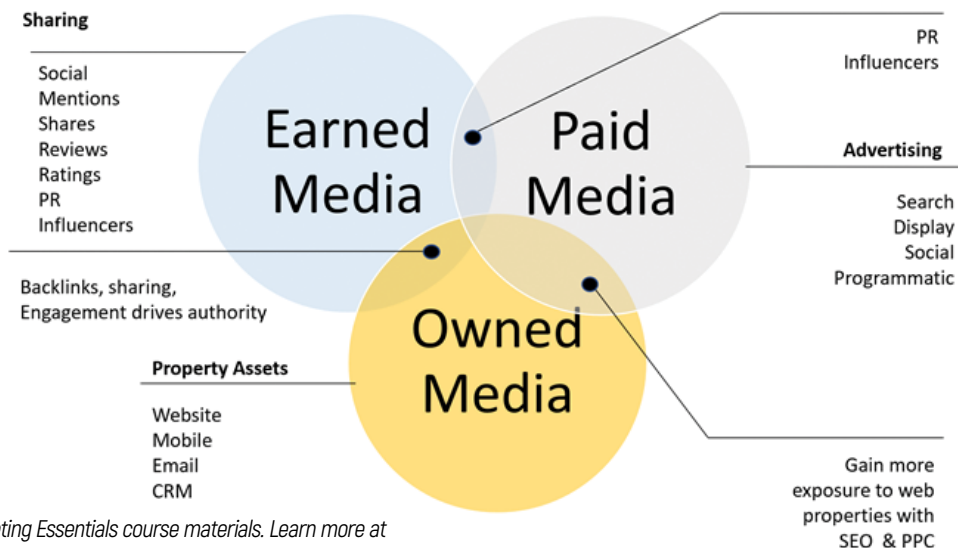 Sharing
Social
Mentions
Shares
Reviews
Ratings
PR
Influencers
Backlinks, sharing,
Engagement drives authority
Earned
Media
Paid
Media
Owned
Media
PR
Influencers
Advertising
Search
Display
Social
Programmatic
Property Assets
Website
Mobile
Email
CRM
Gain more
exposure to web
properties with
SEO & PPC
ting Essentials course materials. Learn more at